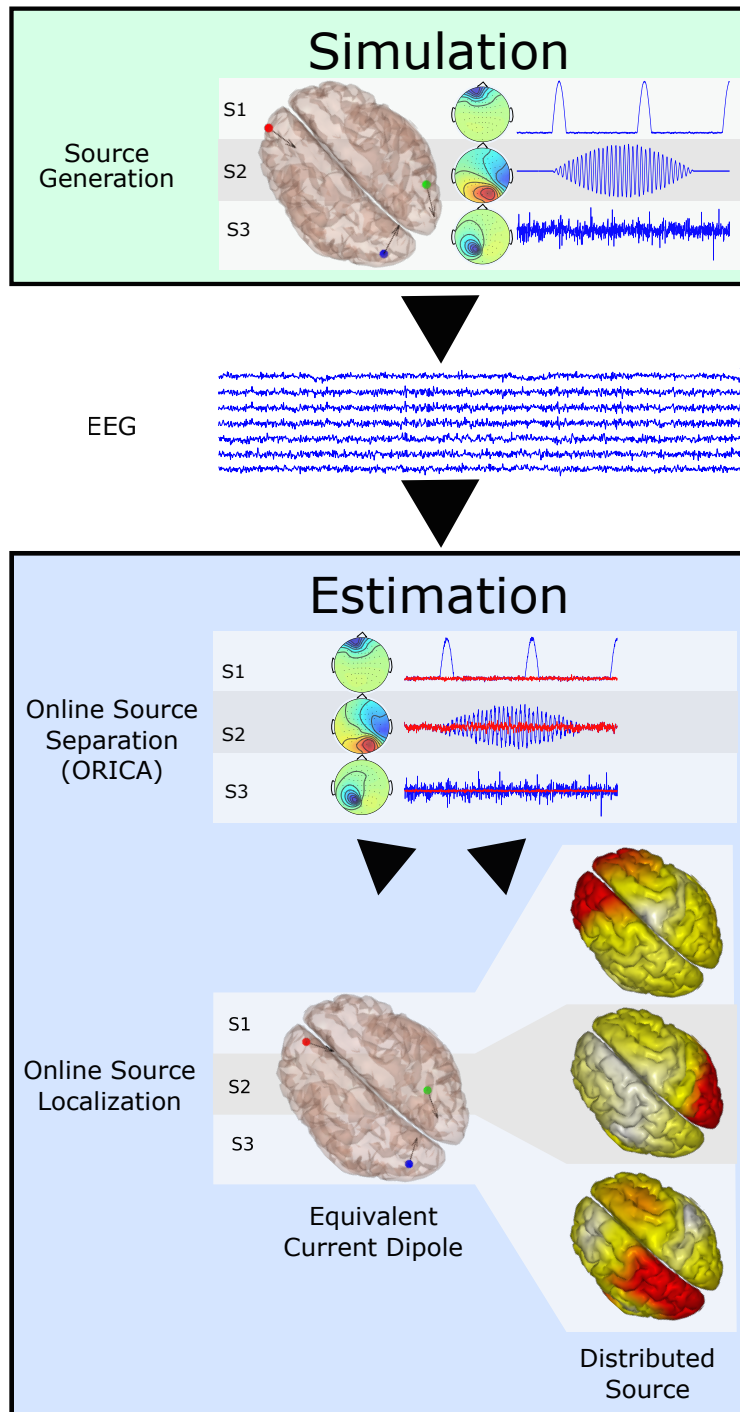 Simulation
Source
Generation
S1
S2
S3
EEG
Estimation
Online Source
Separation
(ORICA)
S1
S2
S3
Online Source
Localization
S1
S2
S3
Equivalent
Current Dipole
Distributed
Source